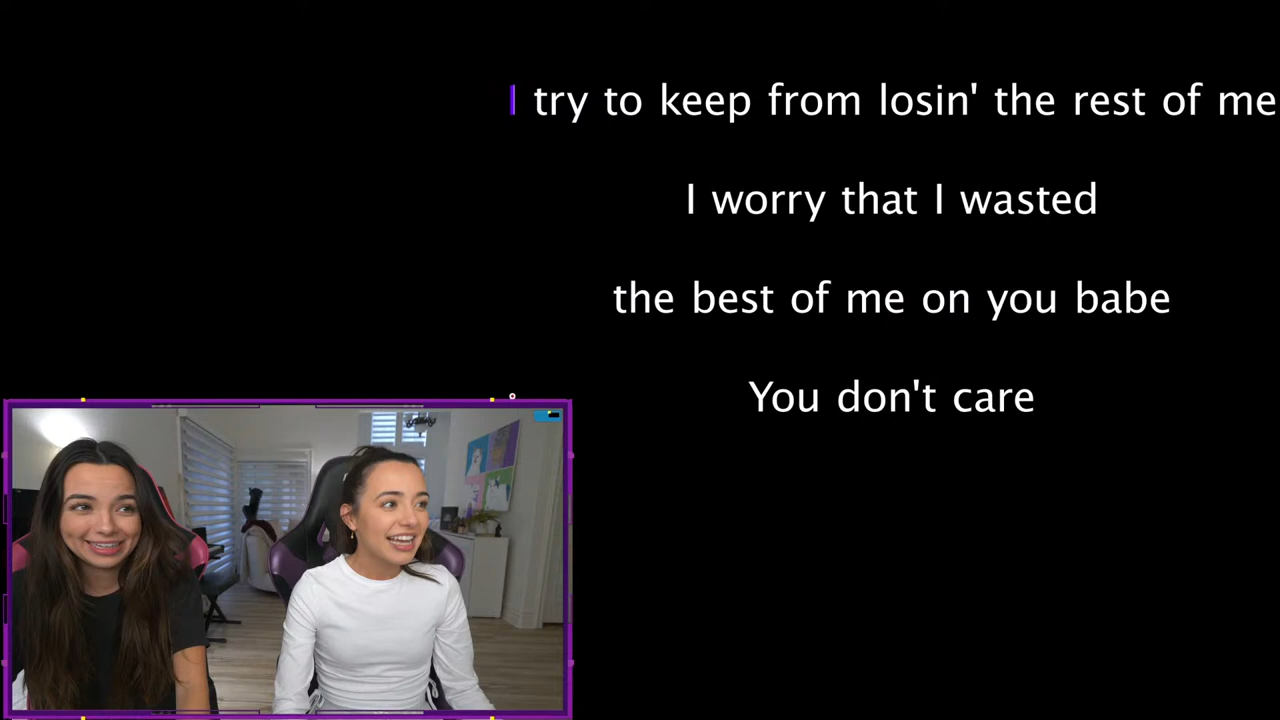 I try to keep from losin' the rest of me
I worry that I wasted
the best of me on you babe
You don't care